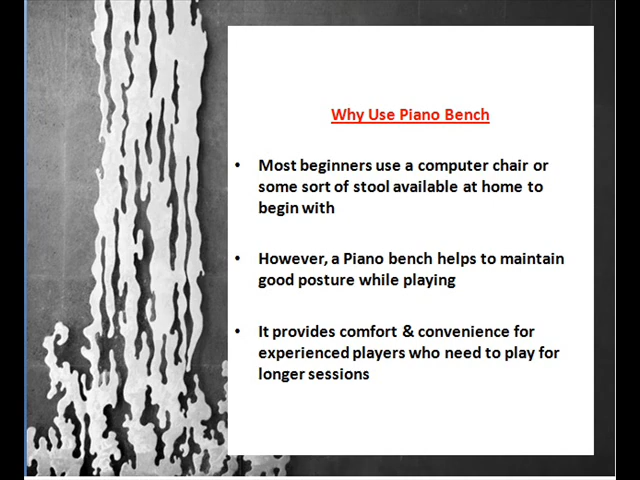 Why Use Piano Bench
• Most beginners use a computer chair or
some sort of stool available at home to
begin with
• However, a Piano bench helps to maintain
good posture while playing
• It provides comfort & convenience for
experienced players who need to play for
longer sessions